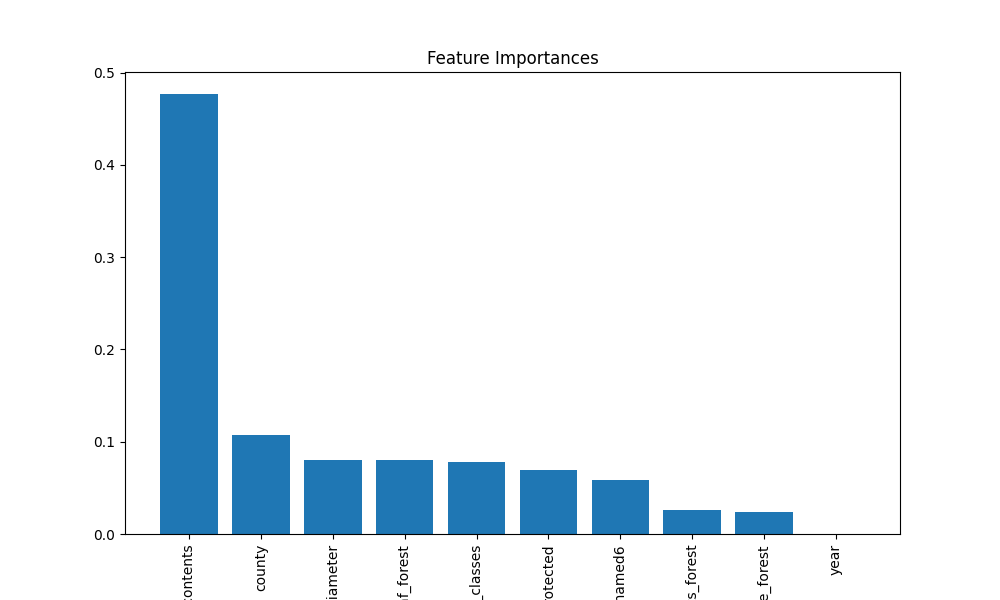 Feature Importances
0.5
0.4
0.3
0.2
0.1
0.0
contents
county
iameter
f_forest
_classes
otected
named6
s_forest
e_forest
year